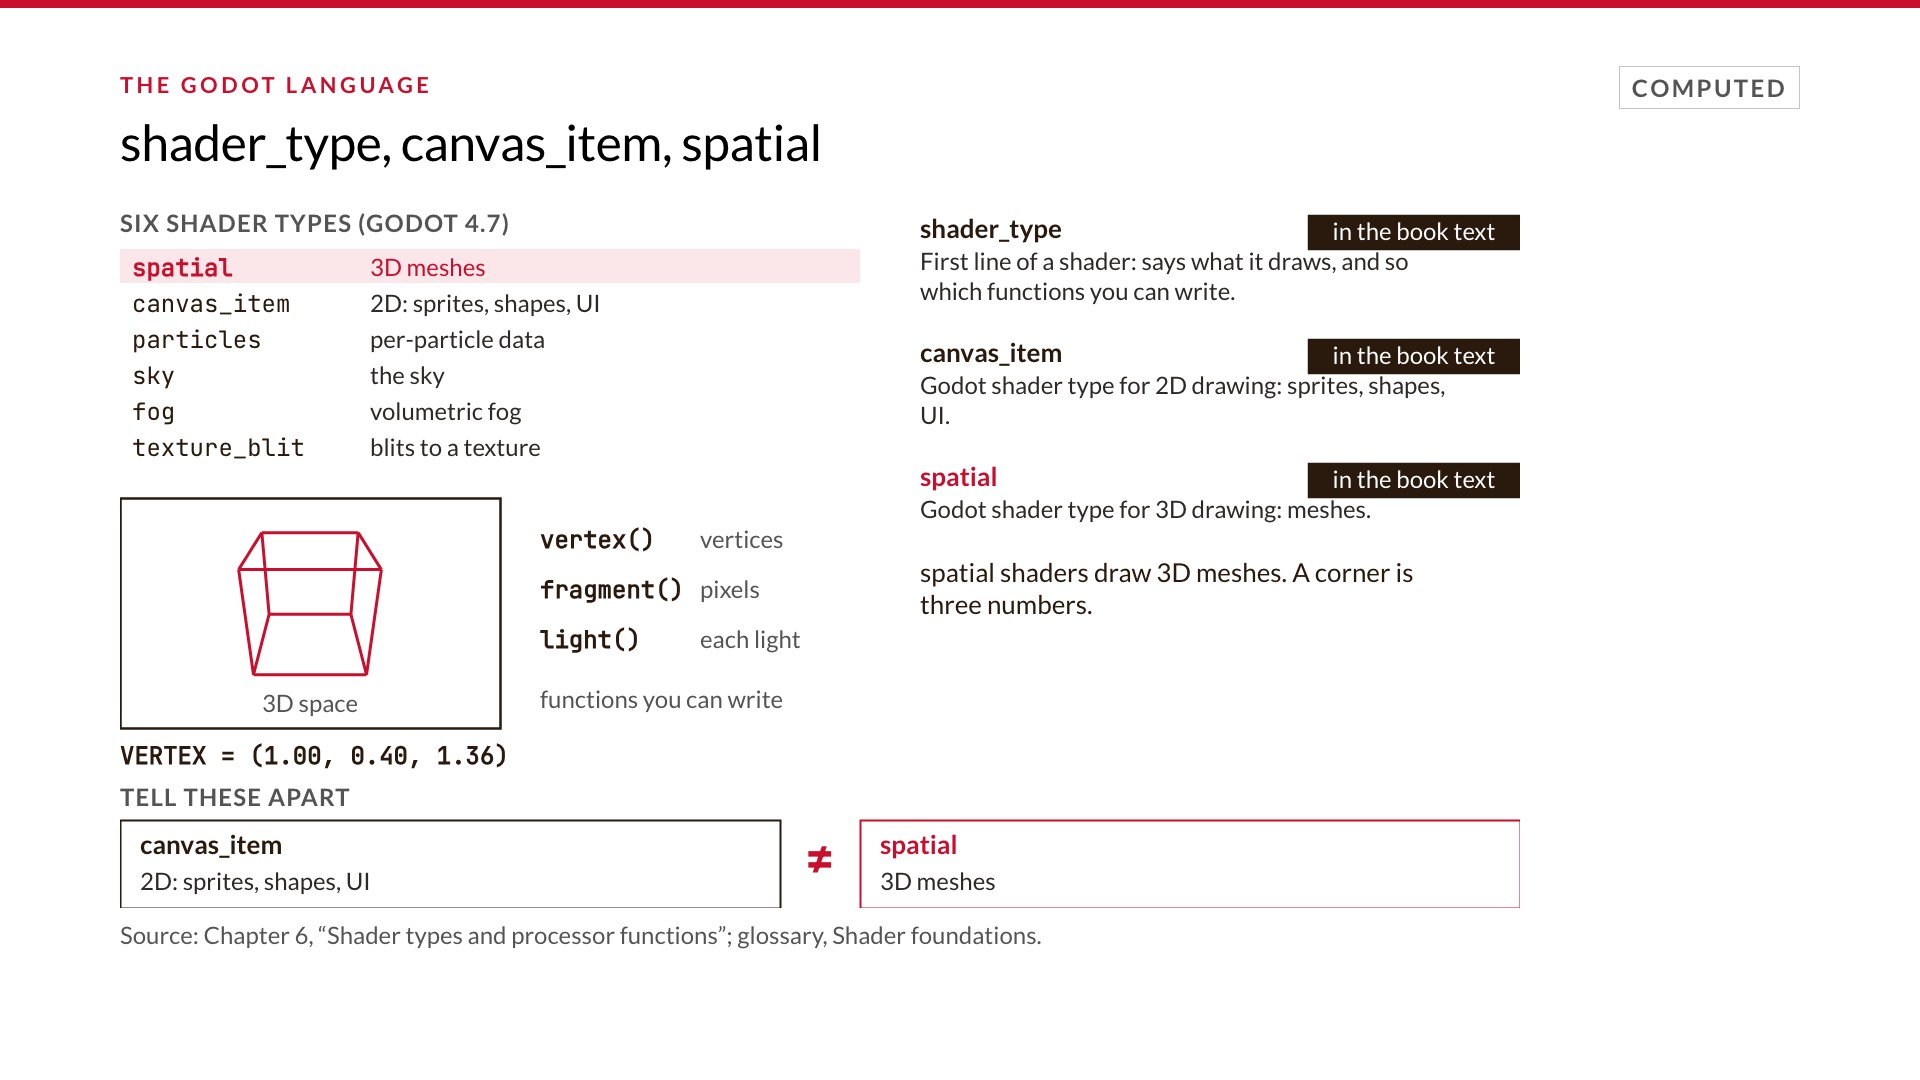 THE GODOT LANGUAGE
COMPUTED
shader_type, canvas_item, spatial
SIX SHADER TYPES (GODOT 4.7)
spatial 3D meshes
canvas_item 2D: sprites, shapes, UI
particles per-particle data
sky the sky
fog volumetric fog
texture_blit blits to a texture
3D space
VERTEX = (1.00, 0.40, 1.36)
vertex() vertices
fragment() pixels
light() each light
functions you can write
shader_type in the book text
First line of a shader: says what it draws, and so
which functions you can write.
canvas_item in the book text
Godot shader type for 2D drawing: sprites, shapes,
UI.
spatial in the book text
Godot shader type for 3D drawing: meshes.
spatial shaders draw 3D meshes. A corner is
three numbers.
TELL THESE APART
canvas_item
2D: sprites, shapes, UI
≠
spatial
3D meshes
Source: Chapter 6, “Shader types and processor functions”; glossary, Shader foundations.